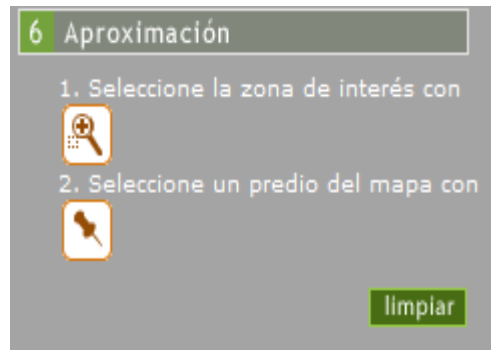 6 Aproximación
1. Seleccione la zona de interés con
2. Seleccione un predio del mapa con
limpiar